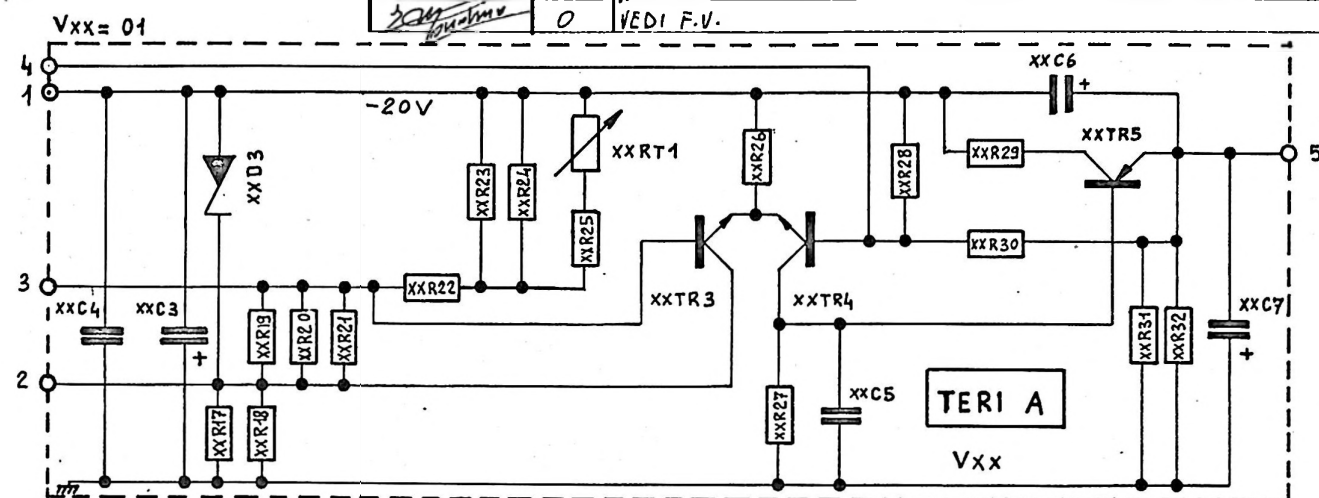 0 VEDI F.V.
Vxx= 01
4
1
-20V
xxC6
+
xxTR5
5
xxD3
xxR23
xxR24
xxRT1
xxR25
xxR26
xxR28
xxR29
xxR30
3
xxR22
xxTR3
xxTR4
xxC4
xxC3
+
xxR19
xxR20
xxR21
xxR31
xxR32
xxC7
+
2
xxR17
xxR18
xxR27
xxC5
TERI A
Vxx